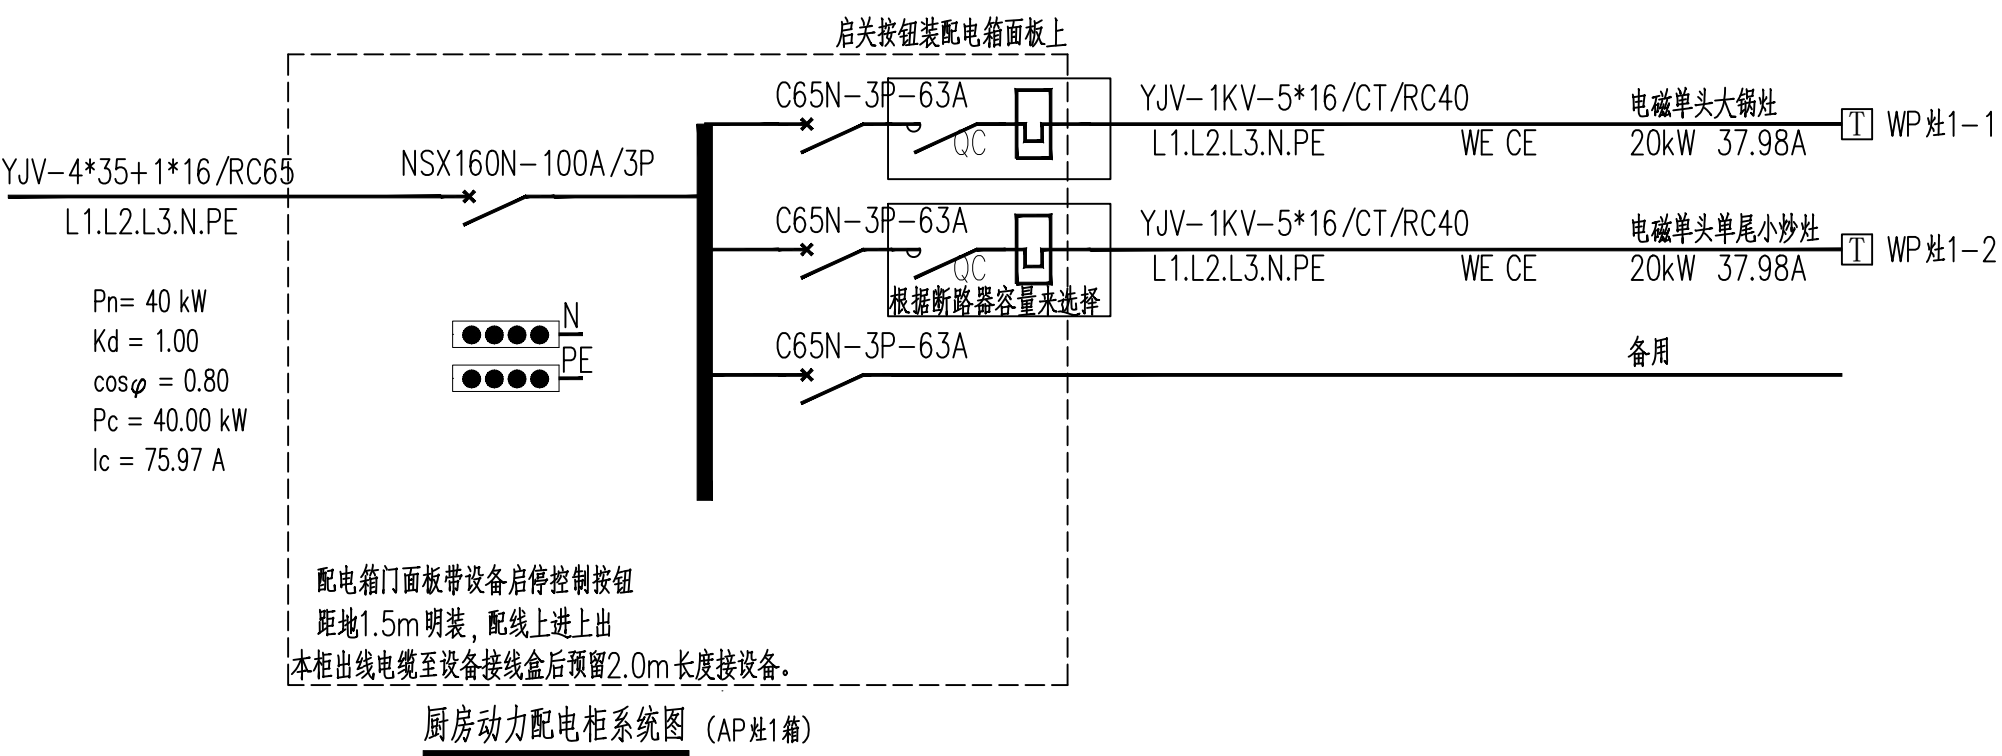 启关按钮装配电箱面板上
C65N-3P-63A
YJV-1KV-5*16/CT/RC40
电磁单头大锅灶
T
WP灶1-1
QC
L1.L2.L3.N.PE
WE CE
20kW 37.98A
YJV-4*35+1*16/RC65
NSX160N-100A/3P
L1.L2.L3.N.PE
C65N-3P-63A
YJV-1KV-5*16/CT/RC40
电磁单头单尾小炒灶
T
WP灶1-2
QC
L1.L2.L3.N.PE
WE CE
20kW 37.98A
根据断路器容量来选择
Pn= 40 kW
N
Kd = 1.00
PE
C65N-3P-63A
备用
cosφ = 0.80
Pc = 40.00 kW
Ic = 75.97 A
配电箱门面板带设备启停控制按钮
距地1.5m明装, 配线上进上出
本柜出线电缆至设备接线盒后预留2.0m长度接设备。
厨房动力配电柜系统图 (AP灶1箱)